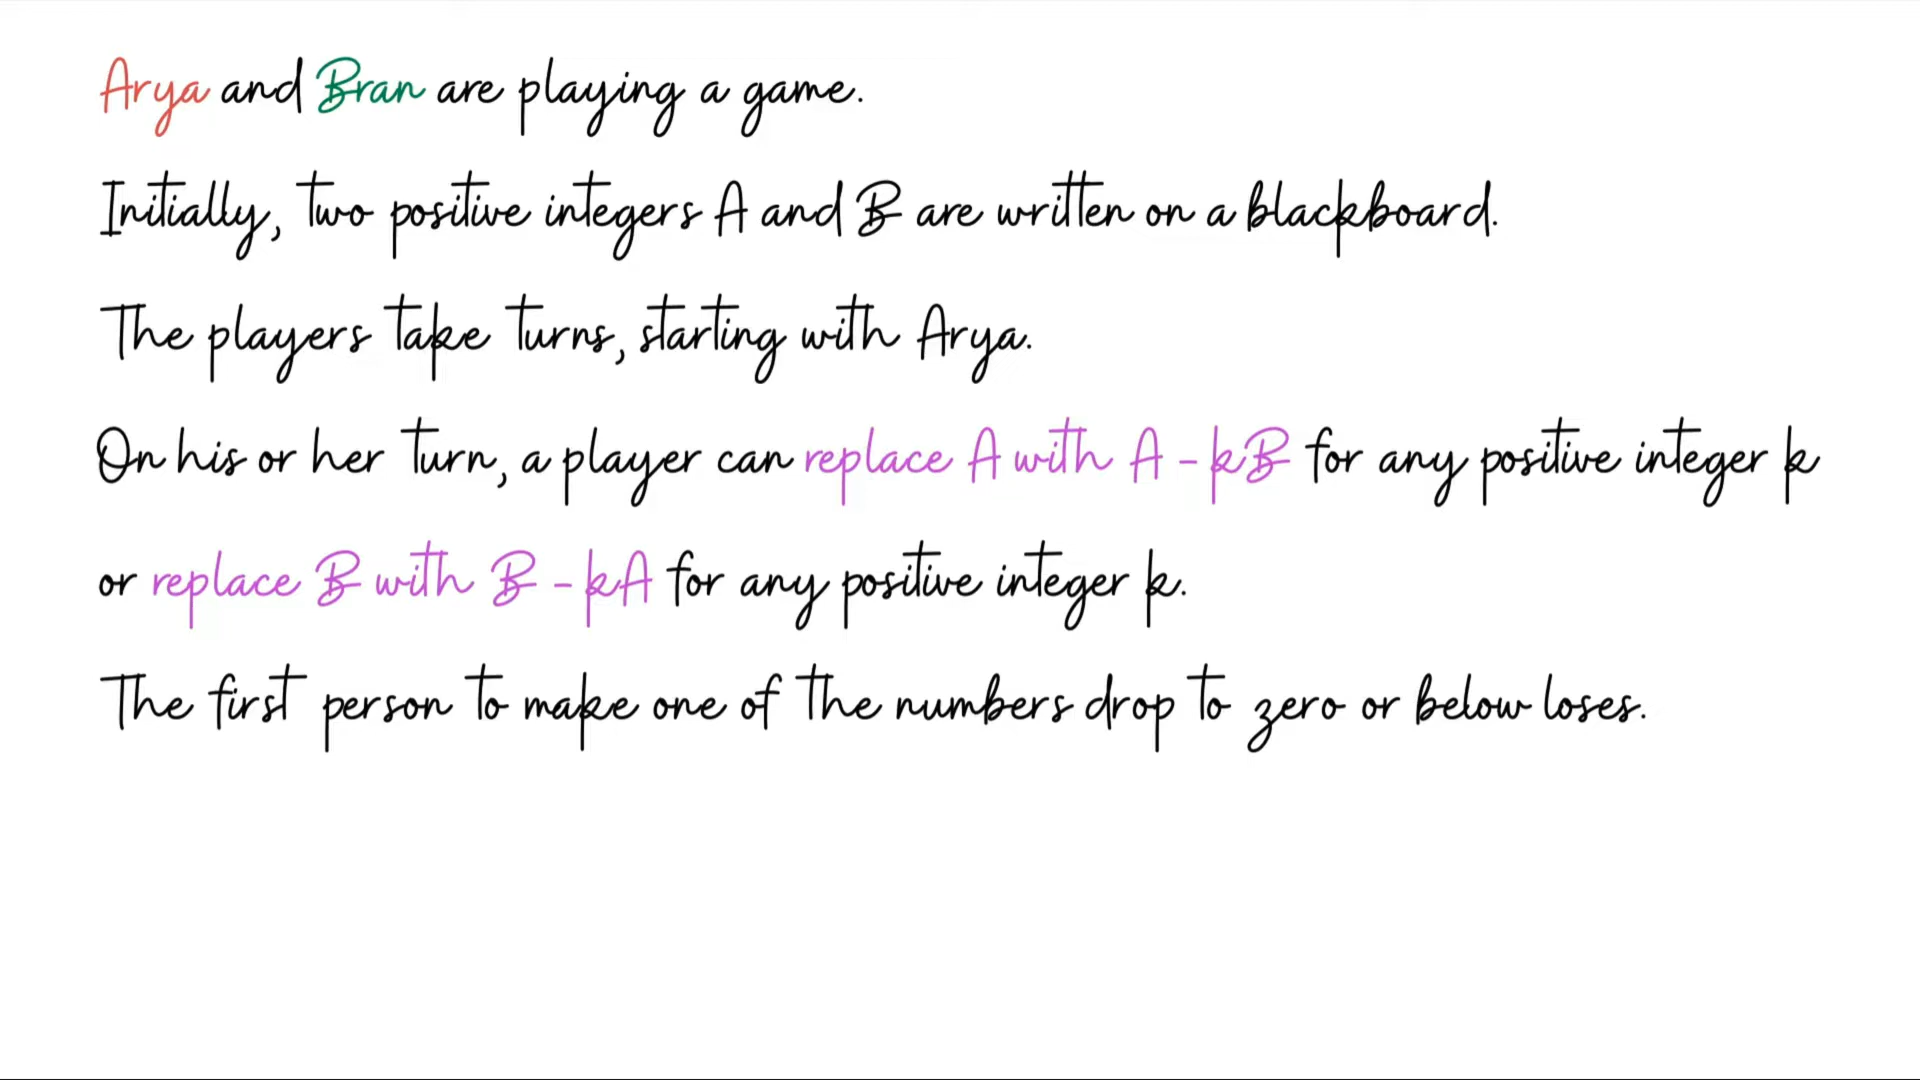 Arya and Bran are playing a game.
Initially, two positive integers A and B are written on a blackboard.
The players take turns, starting with Arya.
On his or her turn, a player can replace A with A - kB for any positive integer k
or replace B with B - kA for any positive integer k.
The first person to make one of the numbers drop to zero or below loses.